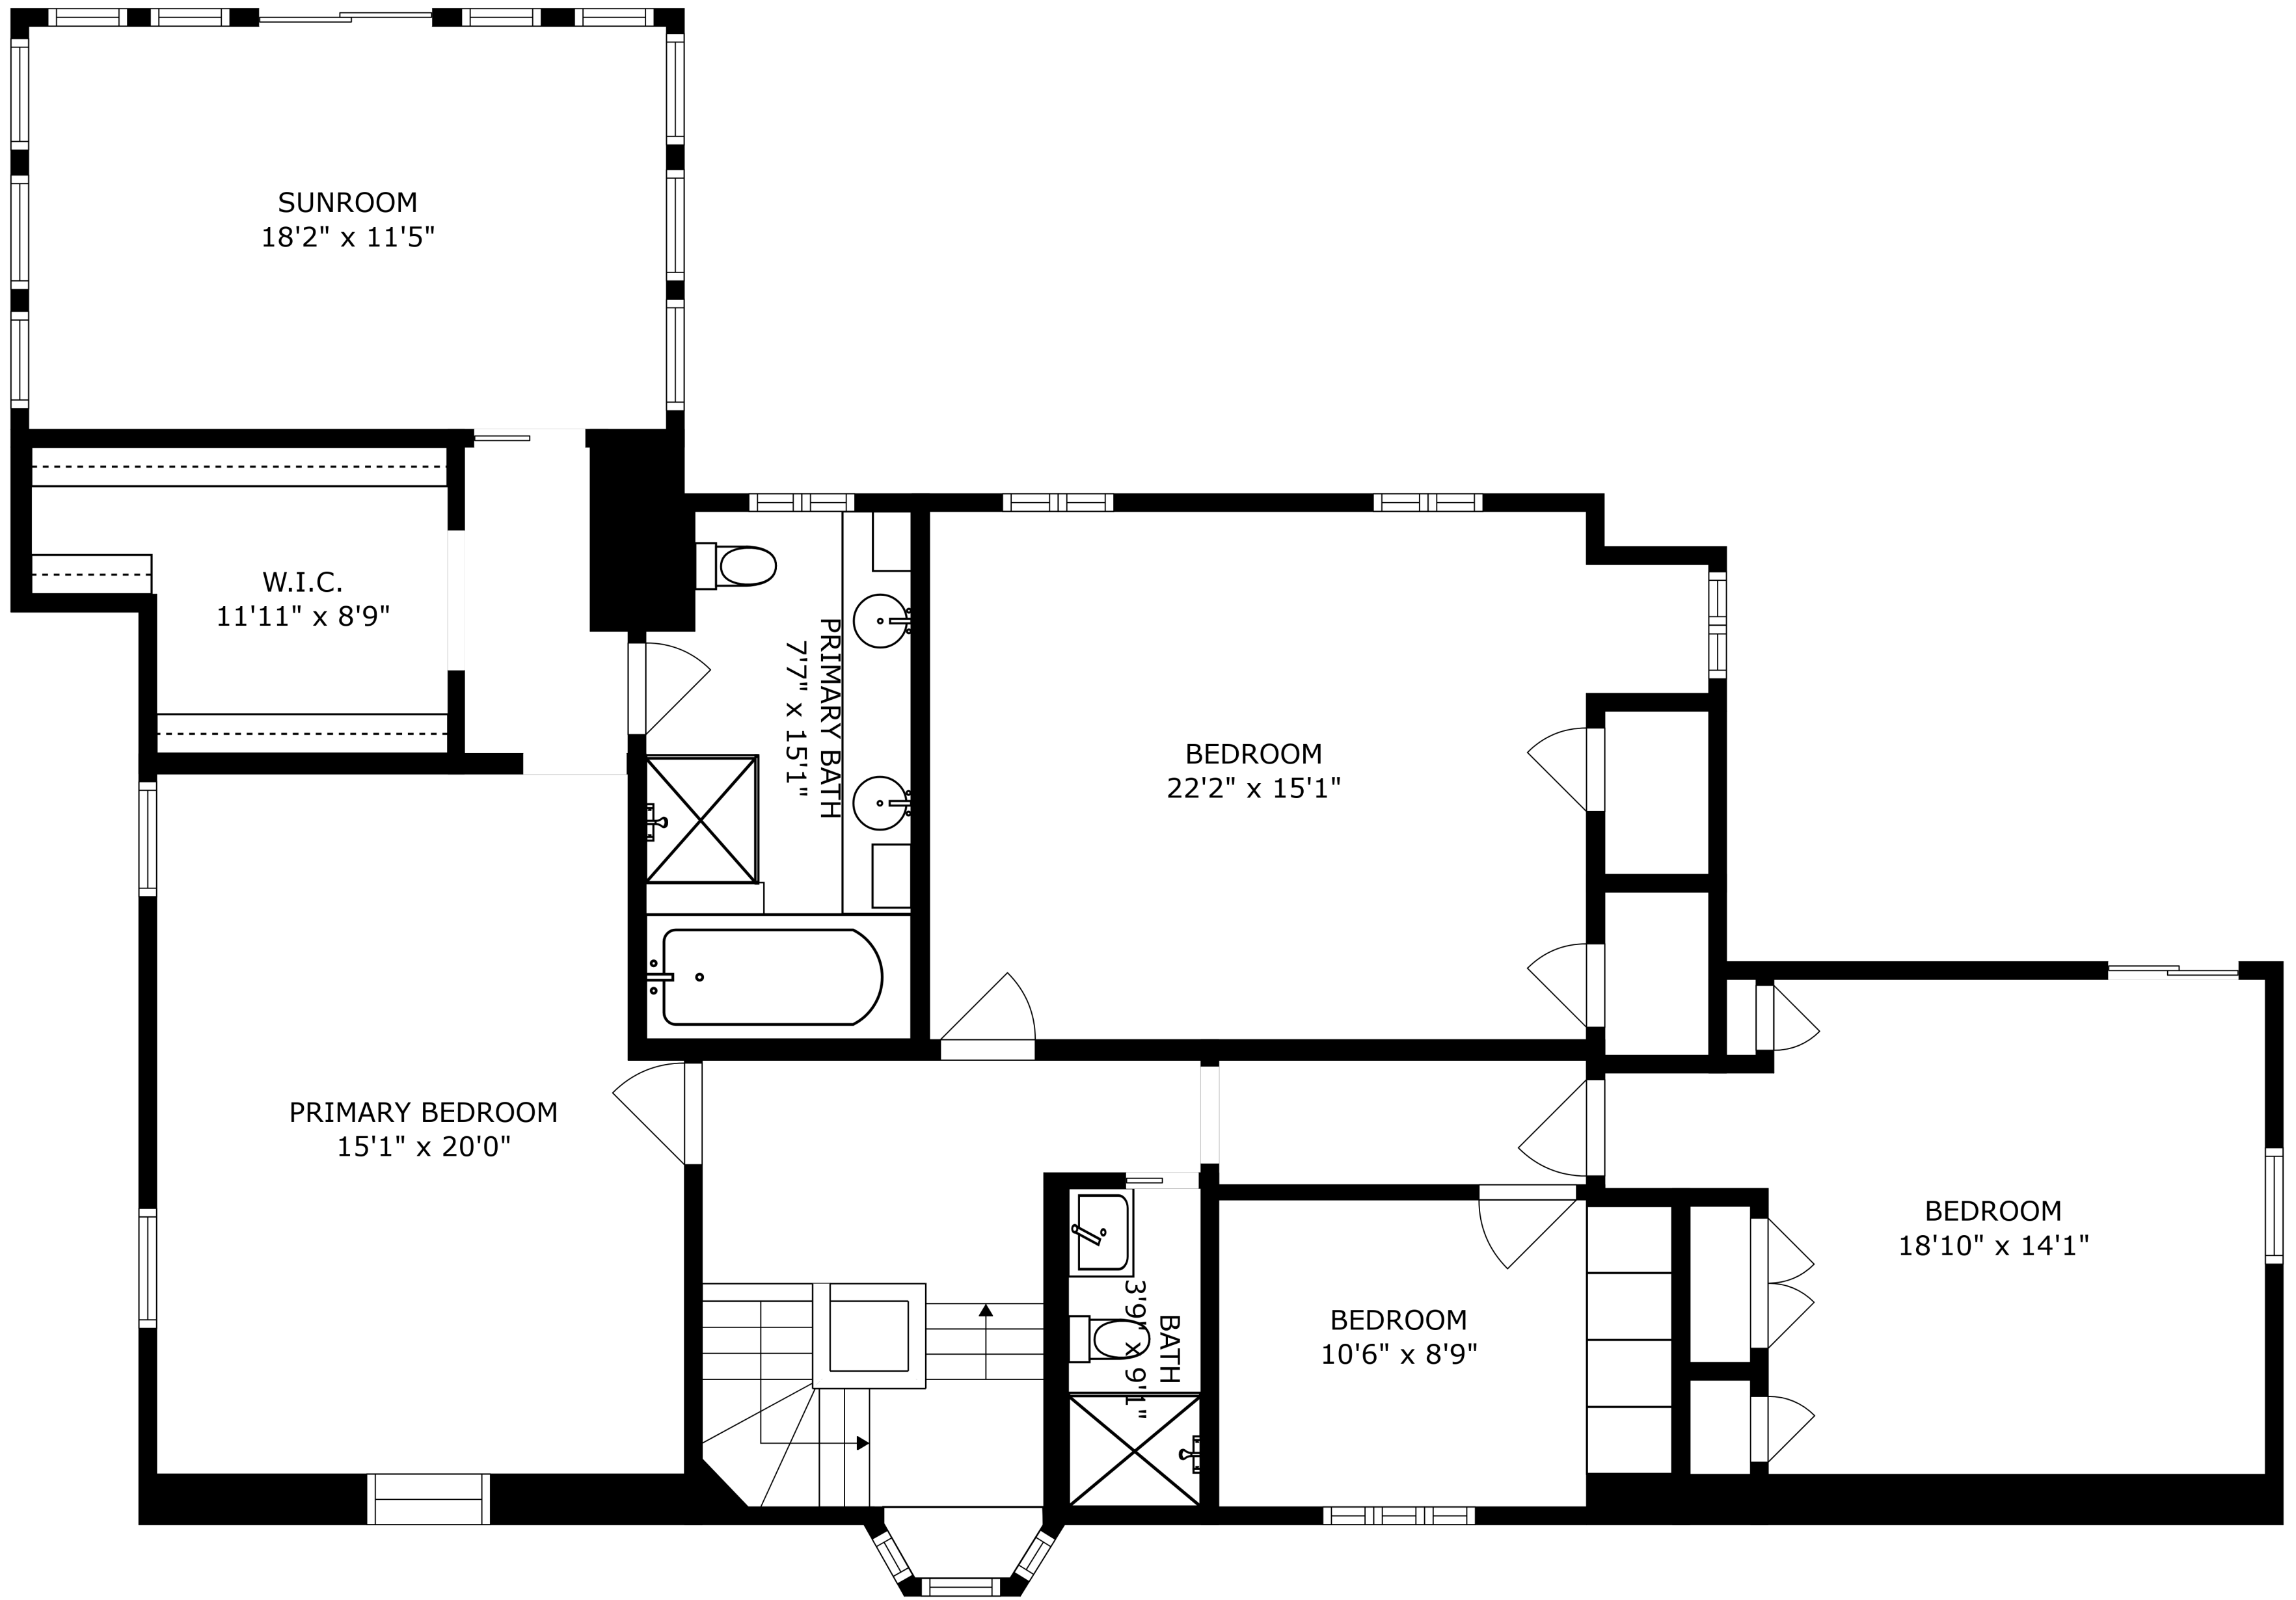 SUNROOM
18'2" x 11'5"
W.I.C.
11'11" x 8'9"
PRIMARY BATH
7'7" x 15'1"
BEDROOM
22'2" x 15'1"
PRIMARY BEDROOM
15'1" x 20'0"
BATH
3'9" x 9'1"
BEDROOM
10'6" x 8'9"
BEDROOM
18'10" x 14'1"